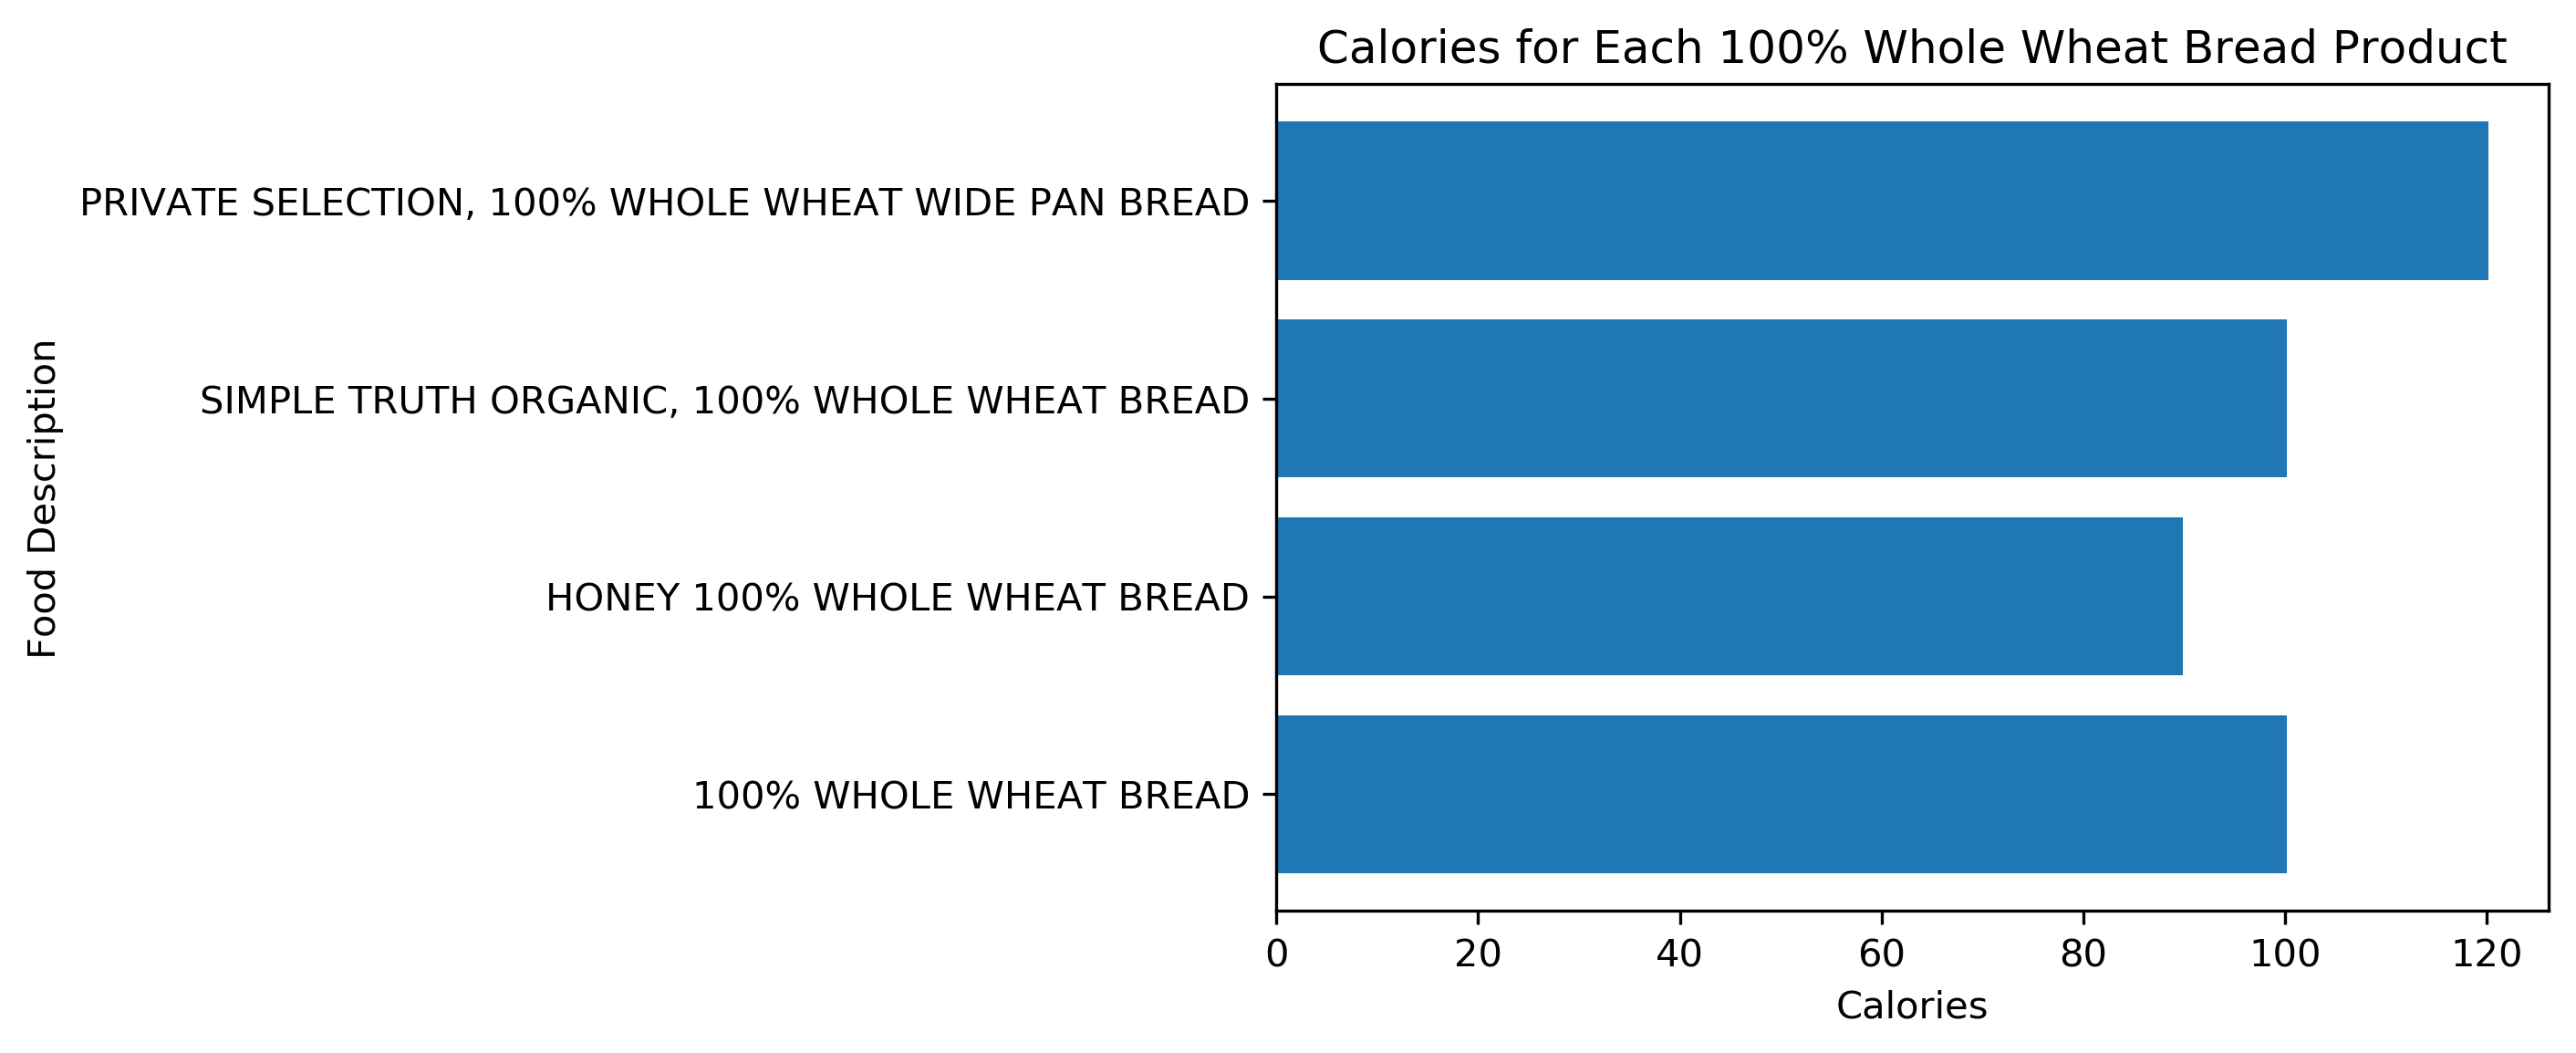 Calories for Each 100% Whole Wheat Bread Product
Food Description
PRIVATE SELECTION, 100% WHOLE WHEAT WIDE PAN BREAD
SIMPLE TRUTH ORGANIC, 100% WHOLE WHEAT BREAD
HONEY 100% WHOLE WHEAT BREAD
100% WHOLE WHEAT BREAD
0 20 40 60 80 100 120
Calories